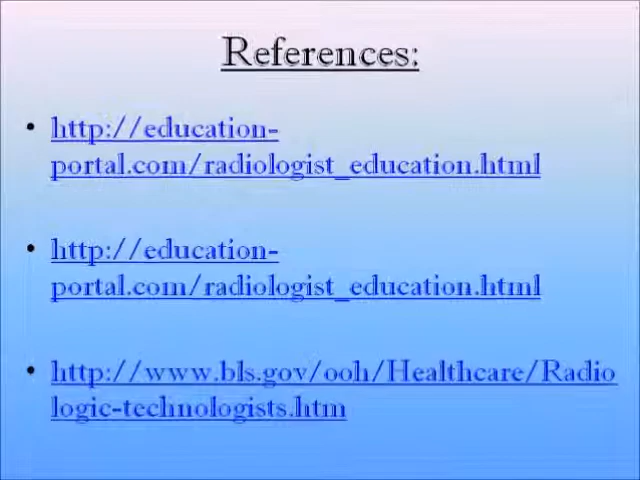 References:
• http://education-
portal.com/radiologist_education.html
• http://education-
portal.com/radiologist_education.html
• http://www.bls.gov/ooh/Healthcare/Radio
logic-technologists.htm